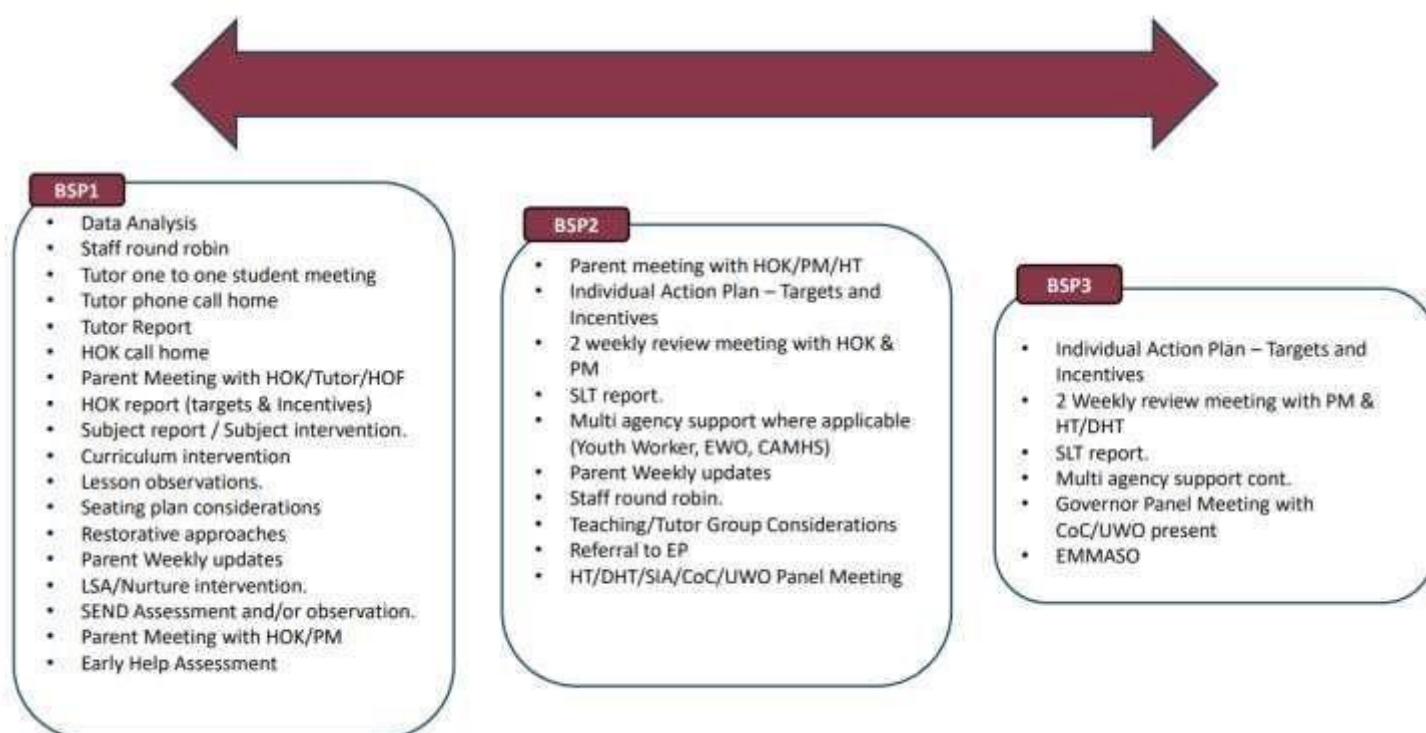 BSP1
• Data Analysis
• Staff round robin
• Tutor one to one student meeting
• Tutor phone call home
• Tutor Report
• HOK call home
• Parent Meeting with HOK/Tutor/HOF
• HOK report (targets & Incentives)
• Subject report / Subject intervention.
• Curriculum intervention
• Lesson observations.
• Seating plan considerations
• Restorative approaches
• Parent Weekly updates
• LSA/Nurture intervention.
• SEND Assessment and/or observation.
• Parent Meeting with HOK/PM
• Early Help Assessment
BSP2
• Parent meeting with HOK/PM/HT
• Individual Action Plan – Targets and
Incentives
• 2 weekly review meeting with HOK &
PM
• SLT report.
• Multi agency support where applicable
(Youth Worker, EWO, CAMHS)
• Parent Weekly updates
• Staff round robin.
• Teaching/Tutor Group Considerations
• Referral to EP
• HT/DHT/SIA/CoC/UWO Panel Meeting
BSP3
• Individual Action Plan – Targets and
Incentives
• 2 Weekly review meeting with PM &
HT/DHT
• SLT report.
• Multi agency support cont.
• Governor Panel Meeting with
CoC/UWO present
• EMMASO